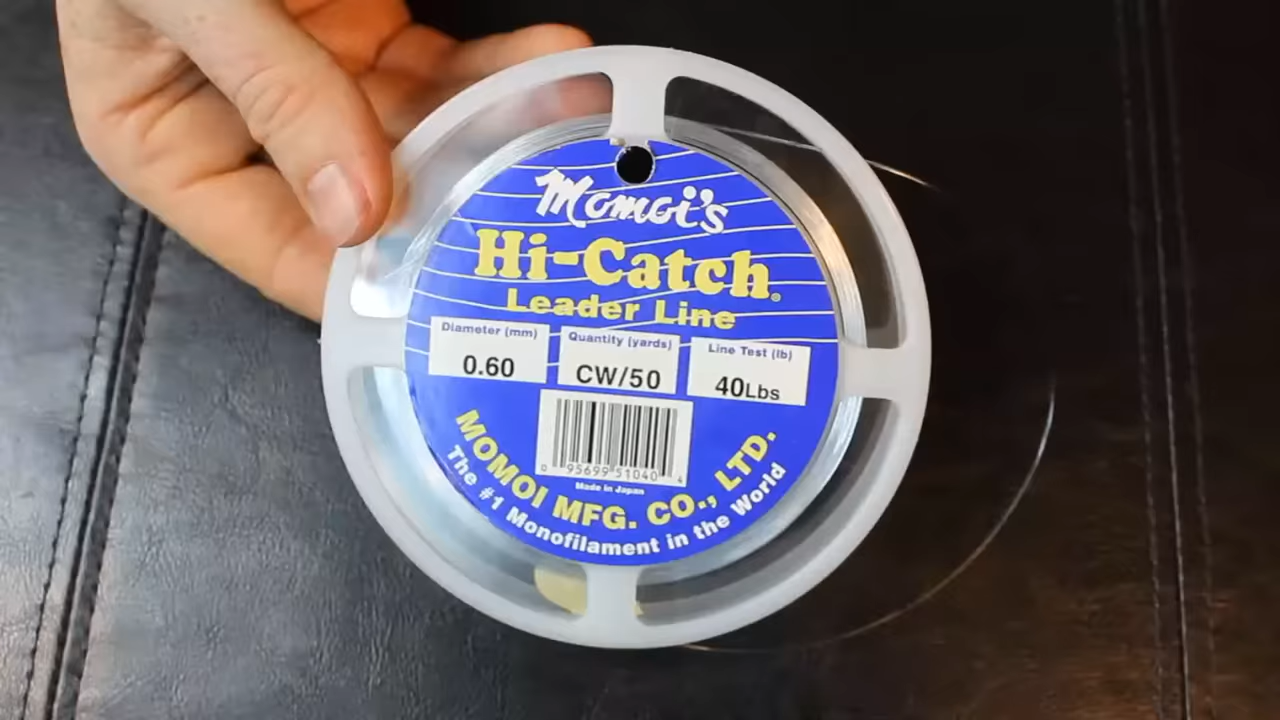 Momoi's
Hi-Catch®
Leader Line
Diameter (mm)
0.60
Quantity (yards)
CW/50
Line Test (lb)
40Lbs
0 95699 51040 4
Made in Japan
MOMOI MFG. CO., LTD.
The #1 Monofilament in the World